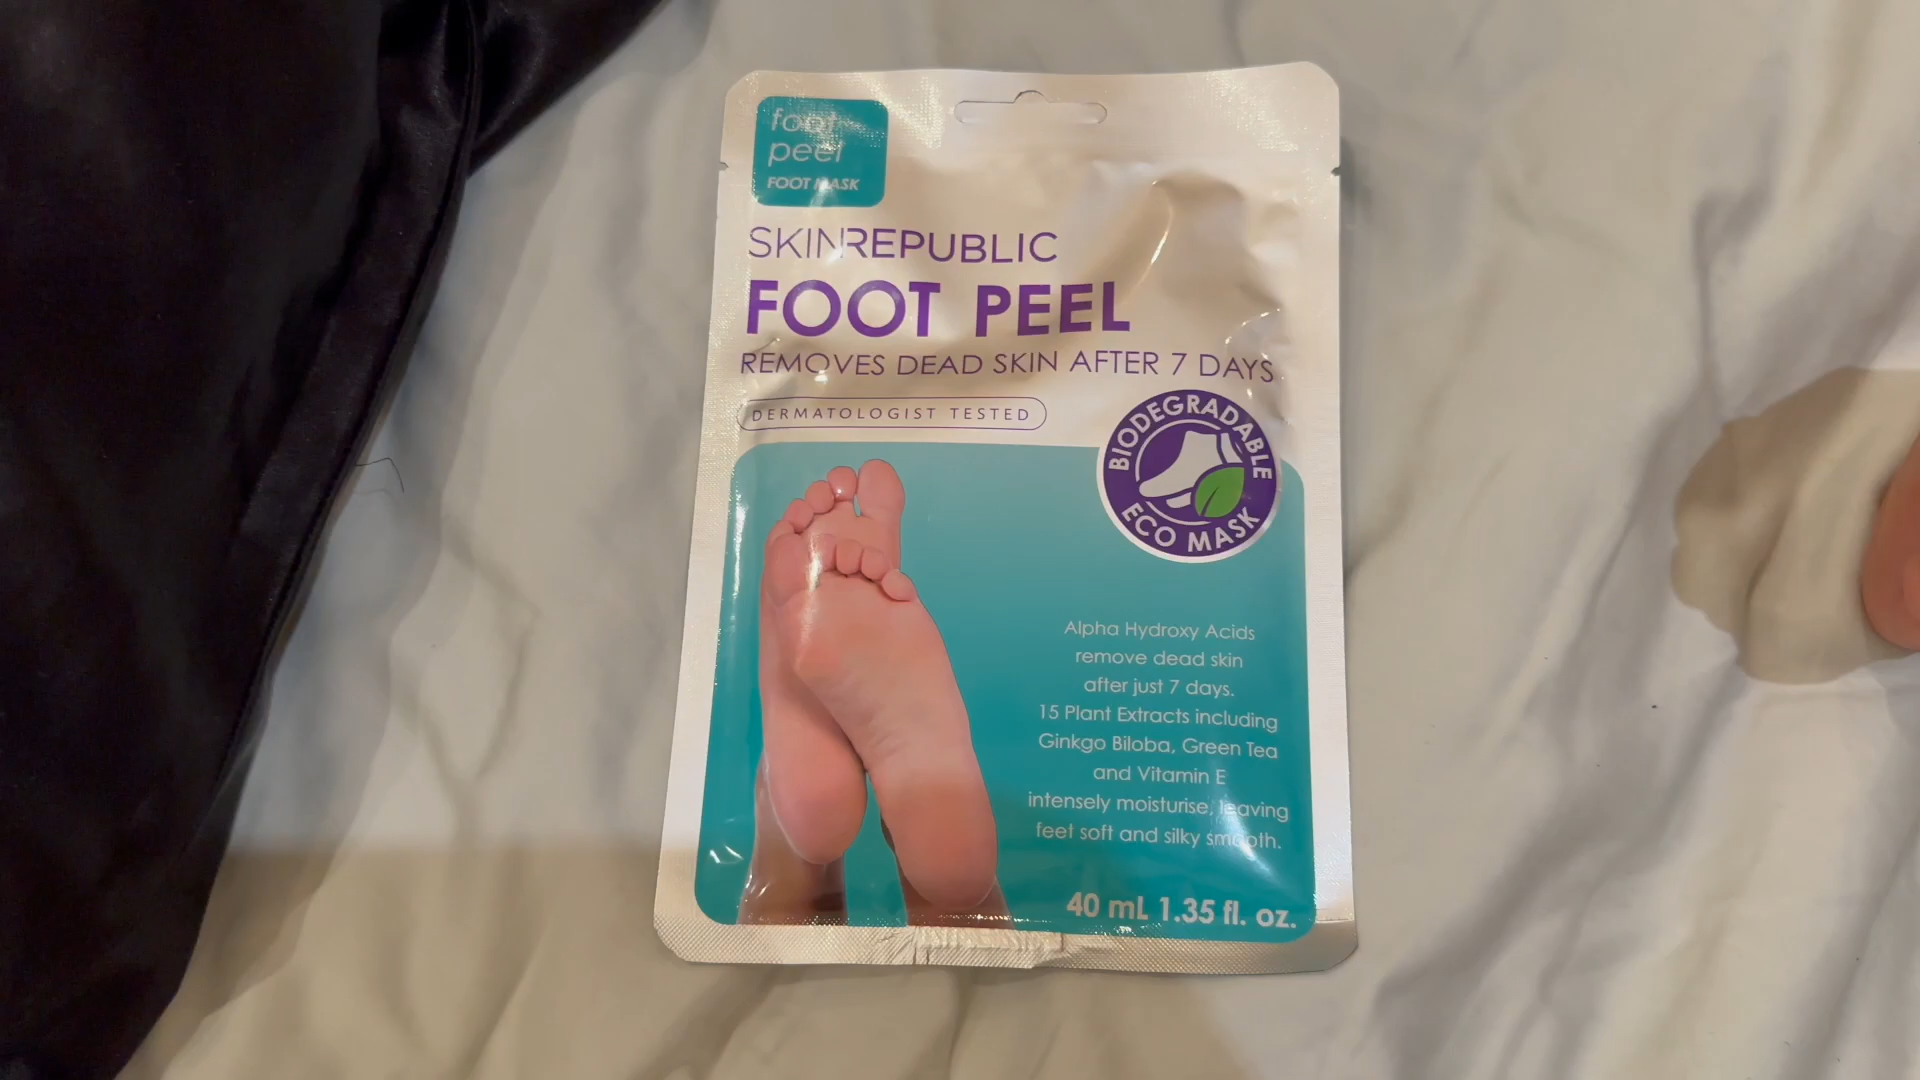 foot
peel
FOOT MASK
SKINREPUBLIC
FOOT PEEL
REMOVES DEAD SKIN AFTER 7 DAYS
DERMATOLOGIST TESTED
BIODEGRADABLE
ECO MASK
Alpha Hydroxy Acids
remove dead skin
after just 7 days.
15 Plant Extracts including
Ginkgo Biloba, Green Tea
and Vitamin E
intensely moisturise, leaving
feet soft and silky smooth.
40 mL 1.35 fl. oz.